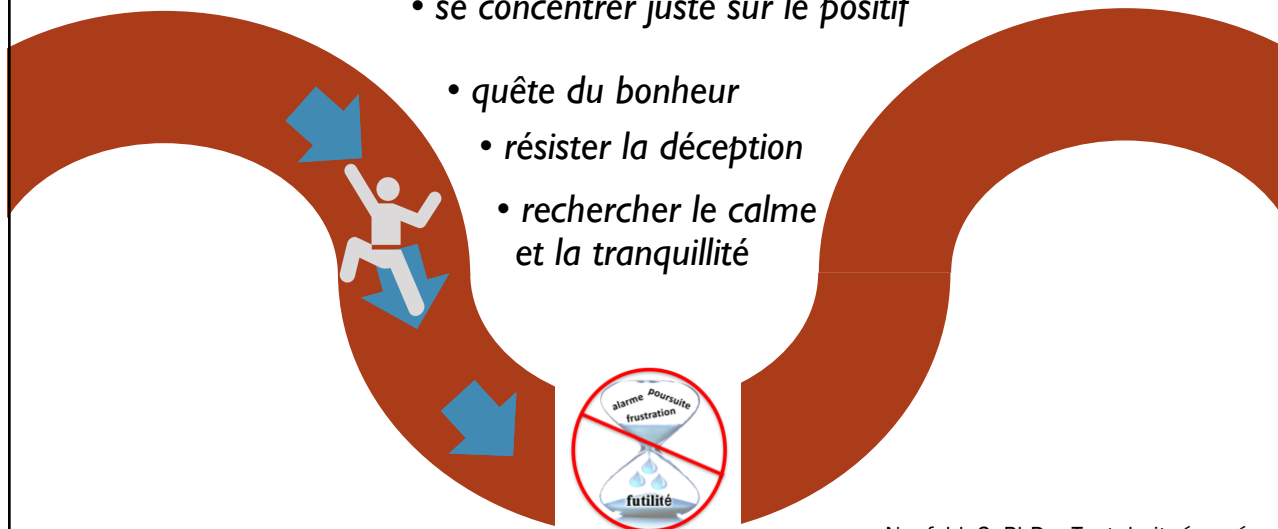 • se concentrer juste sur le positif
• quête du bonheur
• résister la déception
• rechercher le calme
et la tranquillité
alarme poursuite
frustration
futilité